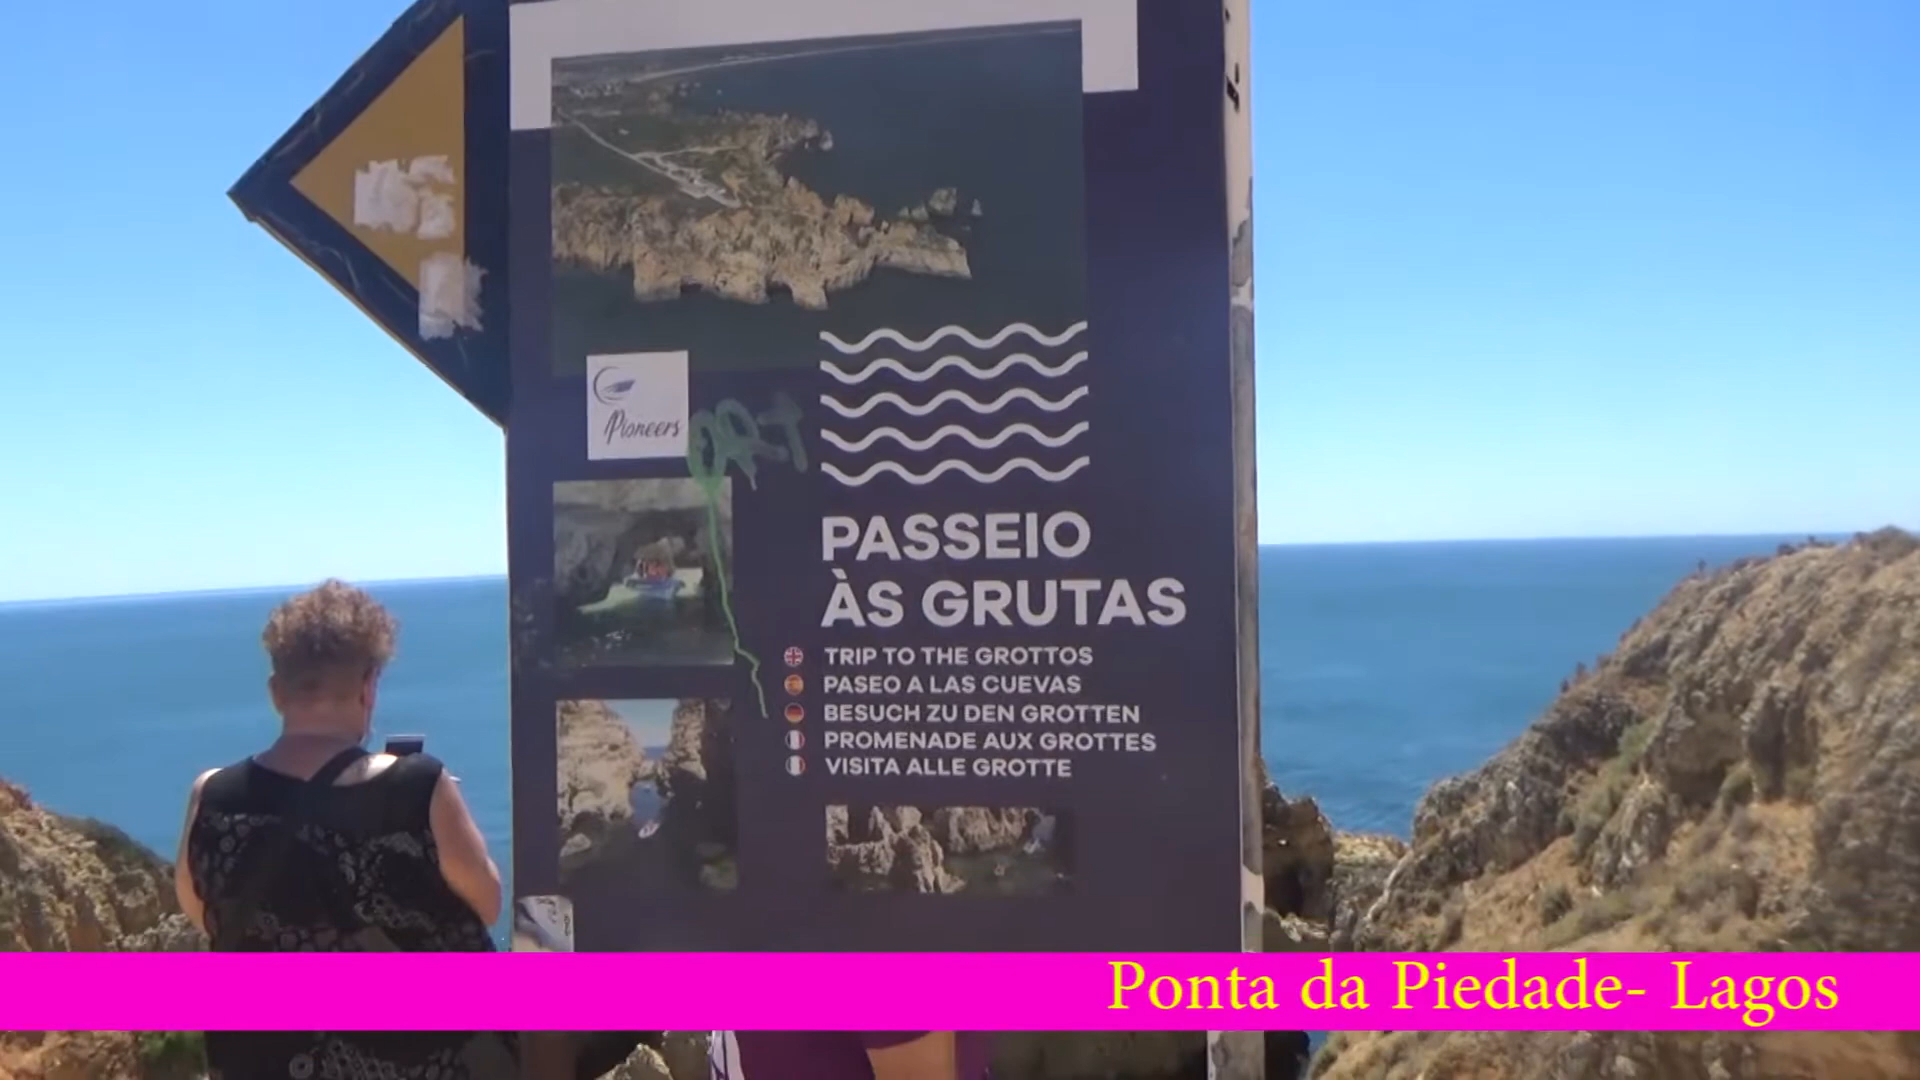 Pioneers
ORT
PASSEIO
ÀS GRUTAS
TRIP TO THE GROTTOS
PASEO A LAS CUEVAS
BESUCH ZU DEN GROTTEN
PROMENADE AUX GROTTES
VISITA ALLE GROTTE
Ponta da Piedade- Lagos